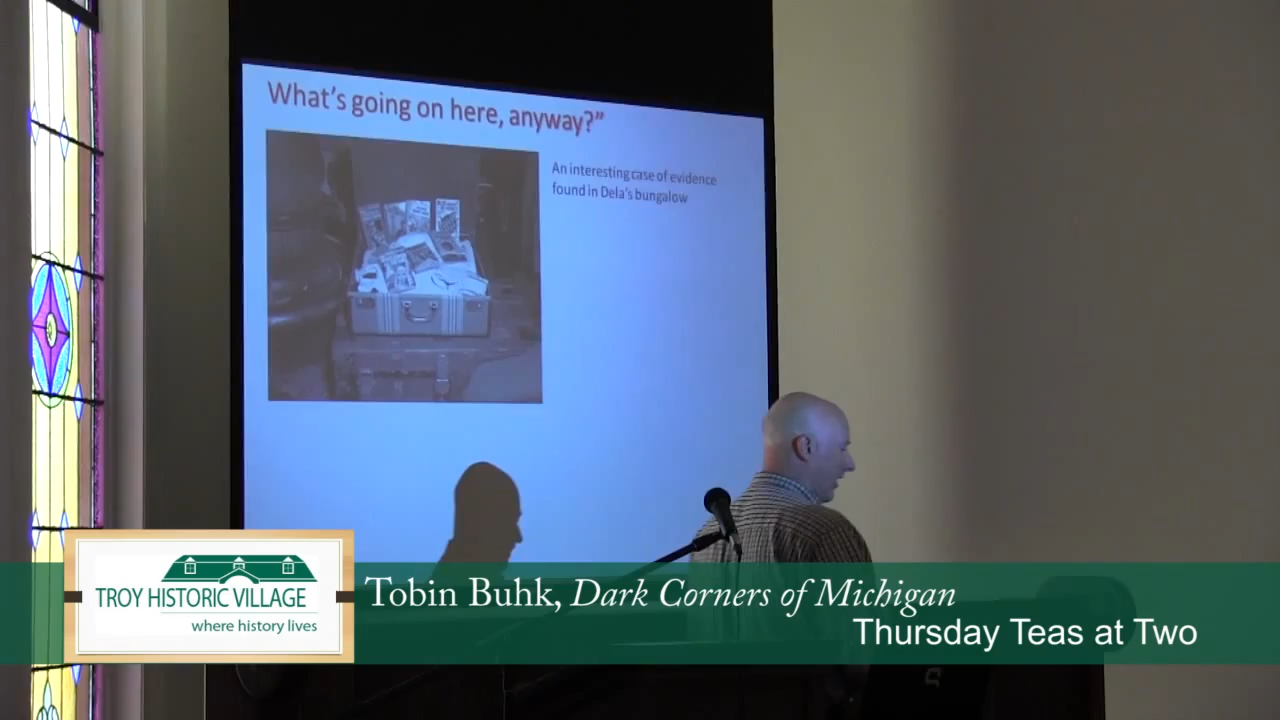 What's going on here, anyway?"
An interesting case of evidence
found in Dela's bungalow
TROY HISTORIC VILLAGE
where history lives
Tobin Buhk, Dark Corners of Michigan
Thursday Teas at Two